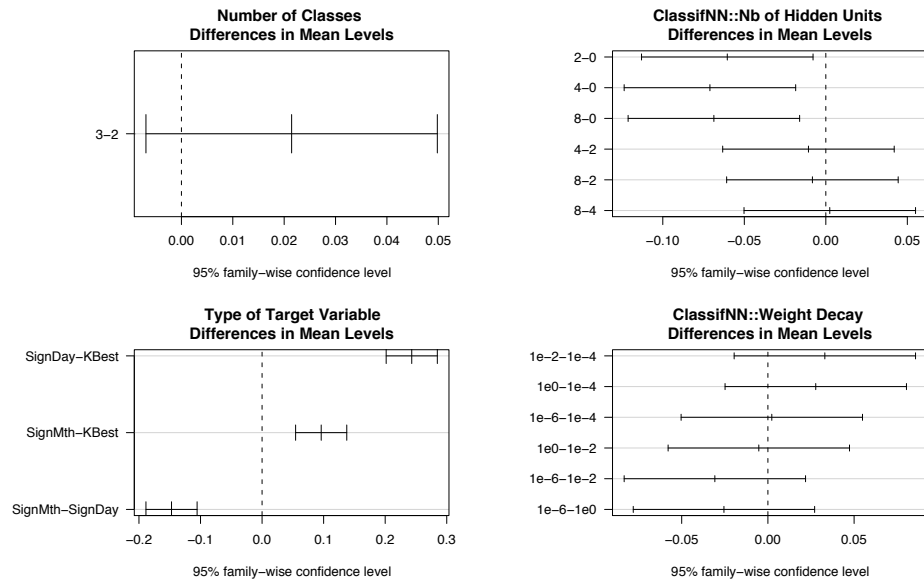 Number of Classes
Differences in Mean Levels
3−2
0.00 0.01 0.02 0.03 0.04 0.05
95% family−wise confidence level
ClassifNN::Nb of Hidden Units
Differences in Mean Levels
2−0
4−0
8−0
4−2
8−2
8−4
−0.10 −0.05 0.00 0.05
95% family−wise confidence level
Type of Target Variable
Differences in Mean Levels
SignDay−KBest
SignMth−KBest
SignMth−SignDay
−0.2 −0.1 0.0 0.1 0.2 0.3
95% family−wise confidence level
ClassifNN::Weight Decay
Differences in Mean Levels
1e−2−1e−4
1e0−1e−4
1e−6−1e−4
1e0−1e−2
1e−6−1e−2
1e−6−1e0
−0.05 0.00 0.05
95% family−wise confidence level